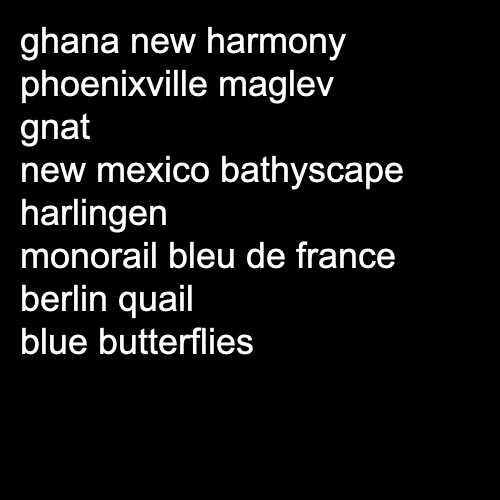 ghana new harmony
phoenixville maglev
gnat
new mexico bathyscape
harlingen
monorail bleu de france
berlin quail
blue butterflies